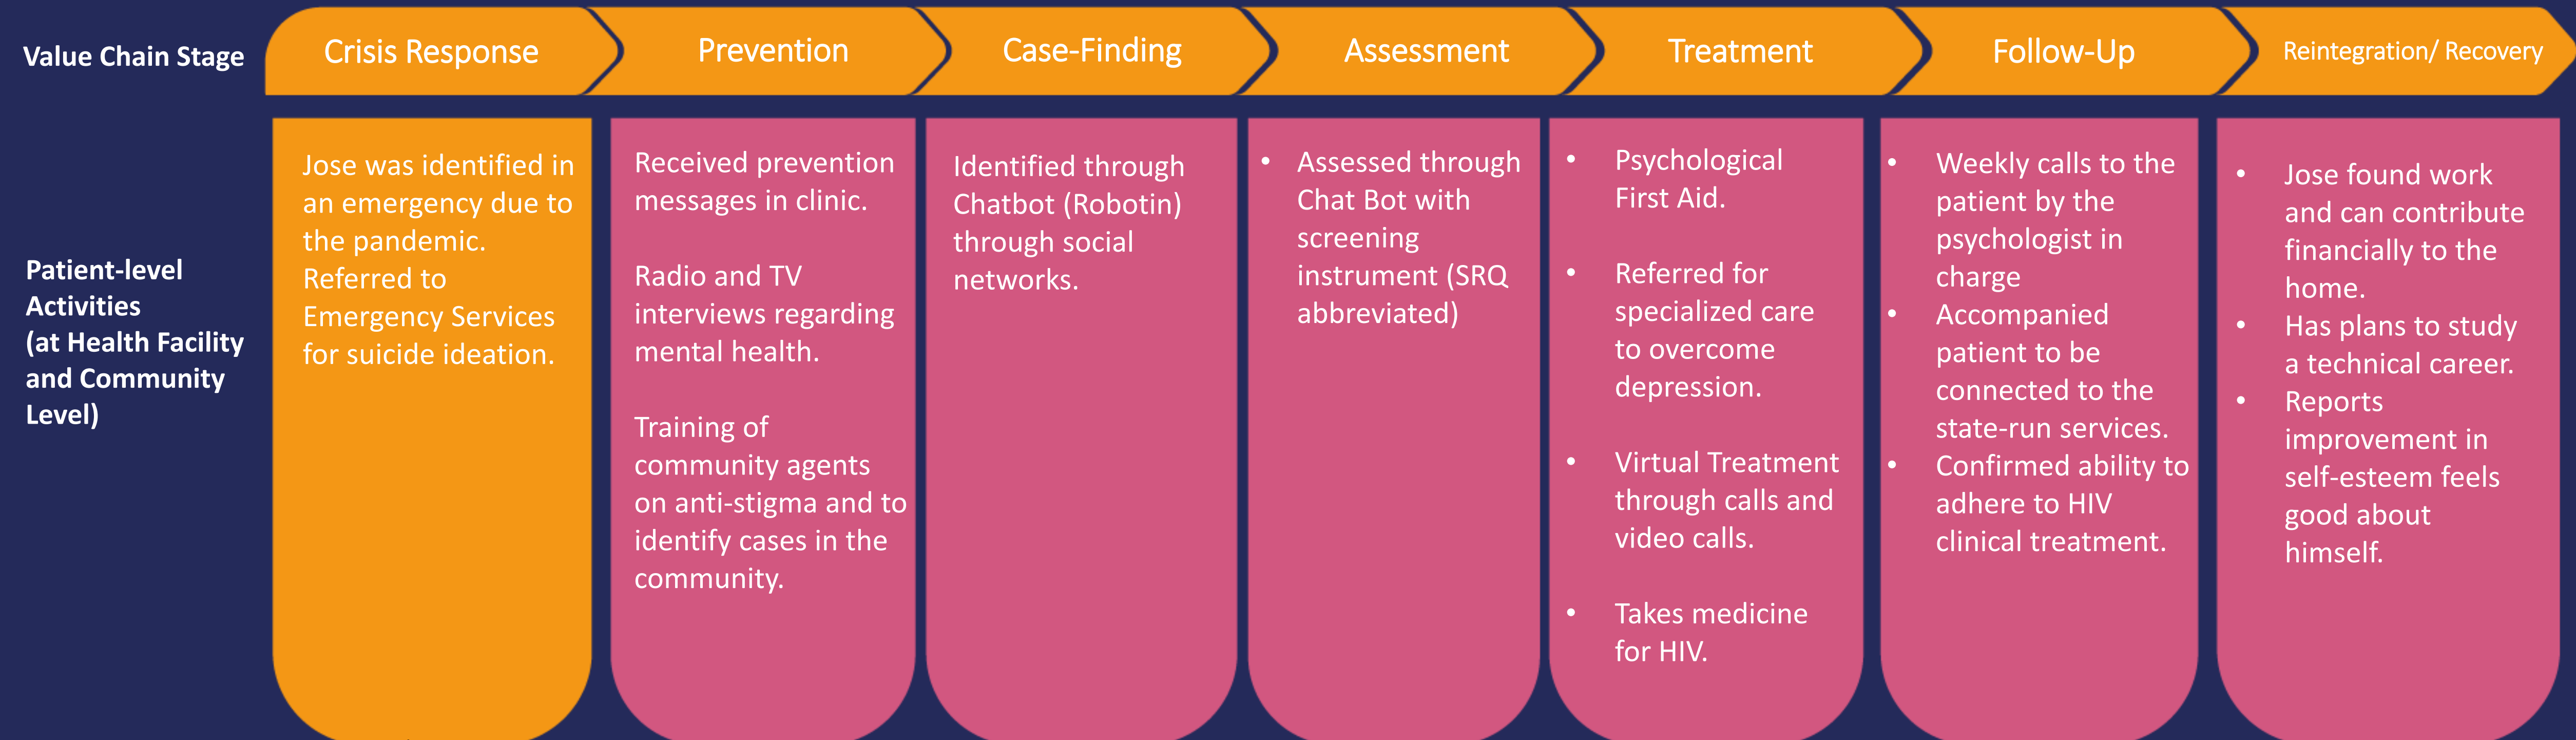 Value Chain Stage
Crisis Response
Prevention
Case-Finding
Assessment
Treatment
Follow-Up
Reintegration/ Recovery
Patient-level
Activities
(at Health Facility
and Community
Level)
Jose was identified in
an emergency due to
the pandemic.
Referred to
Emergency Services
for suicide ideation.
Received prevention
messages in clinic.
Radio and TV
interviews regarding
mental health.
Training of
community agents
on anti-stigma and to
identify cases in the
community.
Identified through
Chatbot (Robotin)
through social
networks.
• Assessed through
Chat Bot with
screening
instrument (SRQ
abbreviated)
• Psychological
First Aid.
• Referred for
specialized care
to overcome
depression.
• Virtual Treatment
through calls and
video calls.
• Takes medicine
for HIV.
• Weekly calls to the
patient by the
psychologist in
charge
• Accompanied
patient to be
connected to the
state-run services.
• Confirmed ability to
adhere to HIV
clinical treatment.
• Jose found work
and can contribute
financially to the
home.
• Has plans to study
a technical career.
• Reports
improvement in
self-esteem feels
good about
himself.